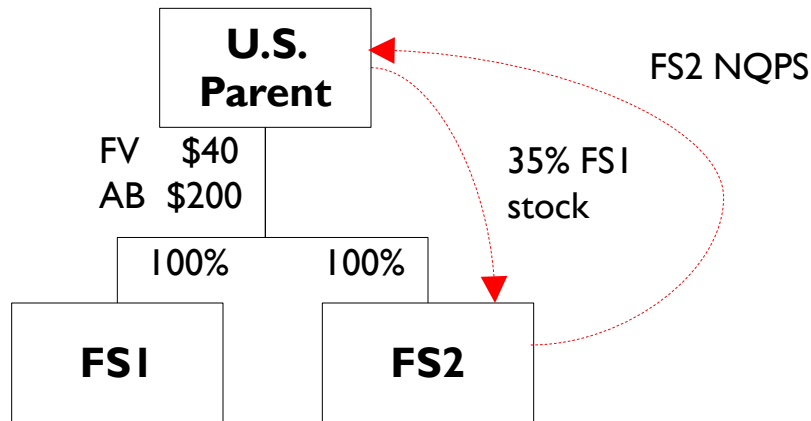 U.S.
Parent
FS2 NQPS
FV $40
AB $200
35% FS1
stock
100% 100%
FS1 FS2